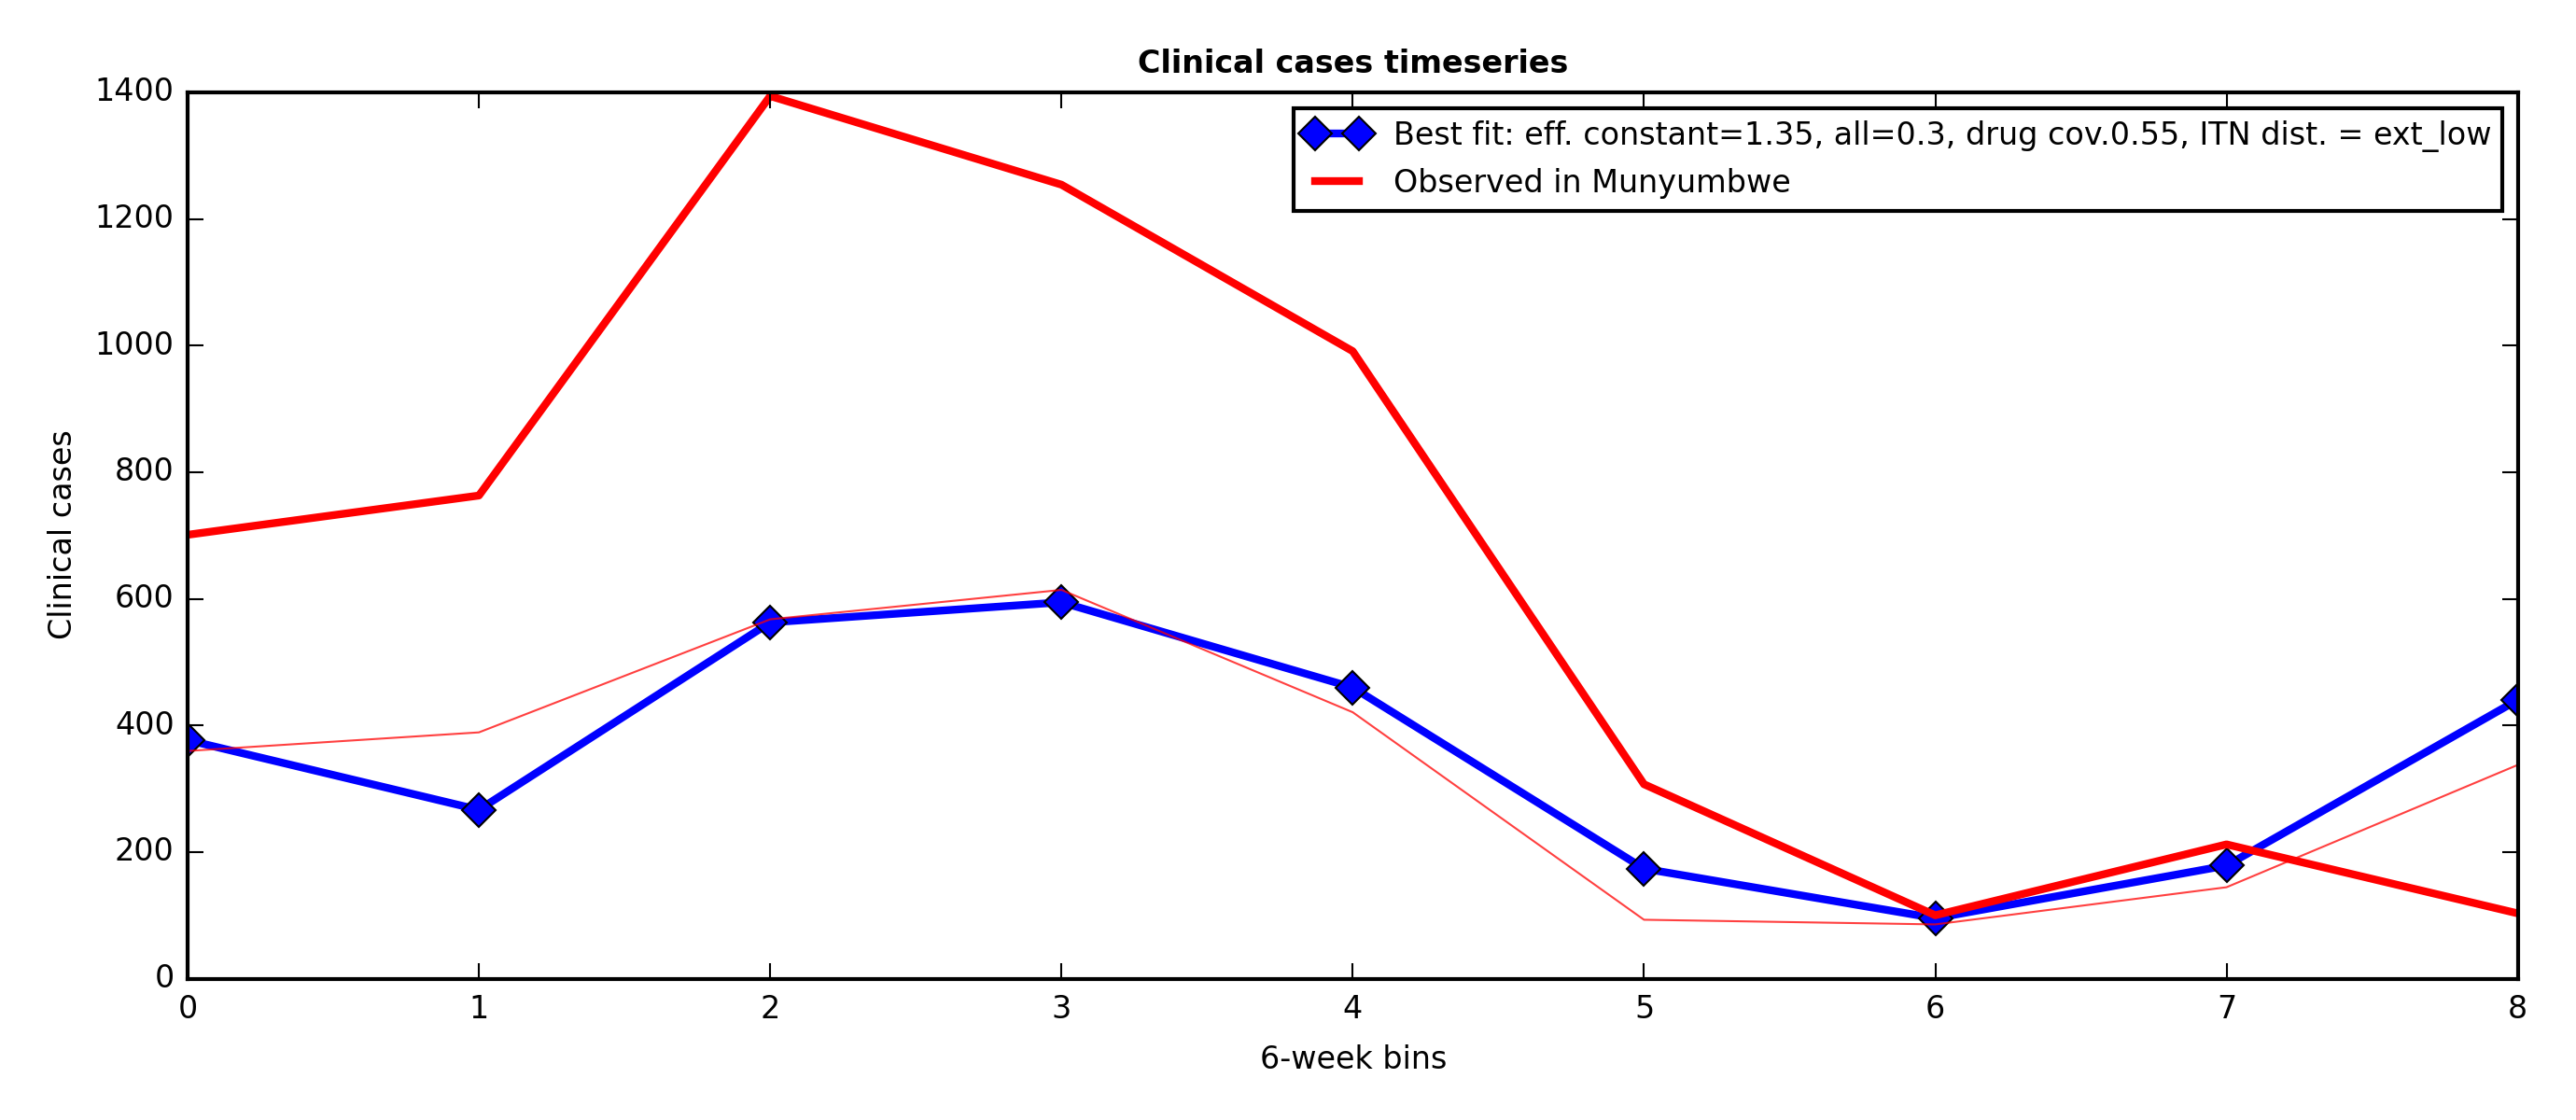 Clinical cases timeseries
1400
1200
1000
800
600
400
200
0
Clinical cases
Best fit: eff. constant=1.35, all=0.3, drug cov.0.55, ITN dist. = ext_low
Observed in Munyumbwe
0 1 2 3 4 5 6 7 8
6-week bins